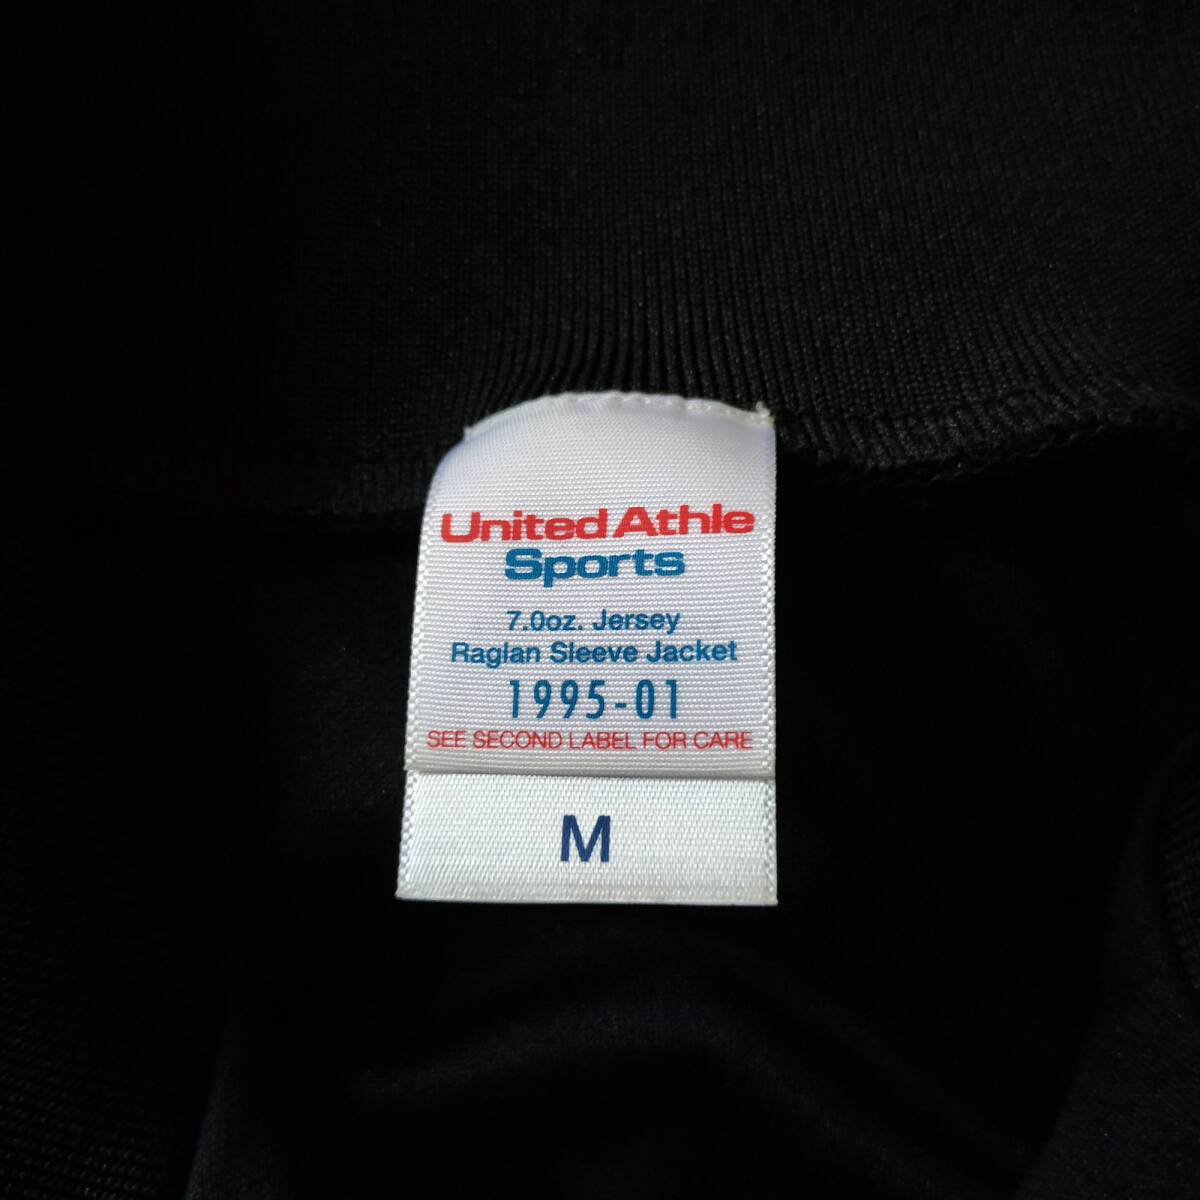 United Athle
Sports
7.0oz. Jersey
Raglan Sleeve Jacket
1995-01
SEE SECOND LABEL FOR CARE
M